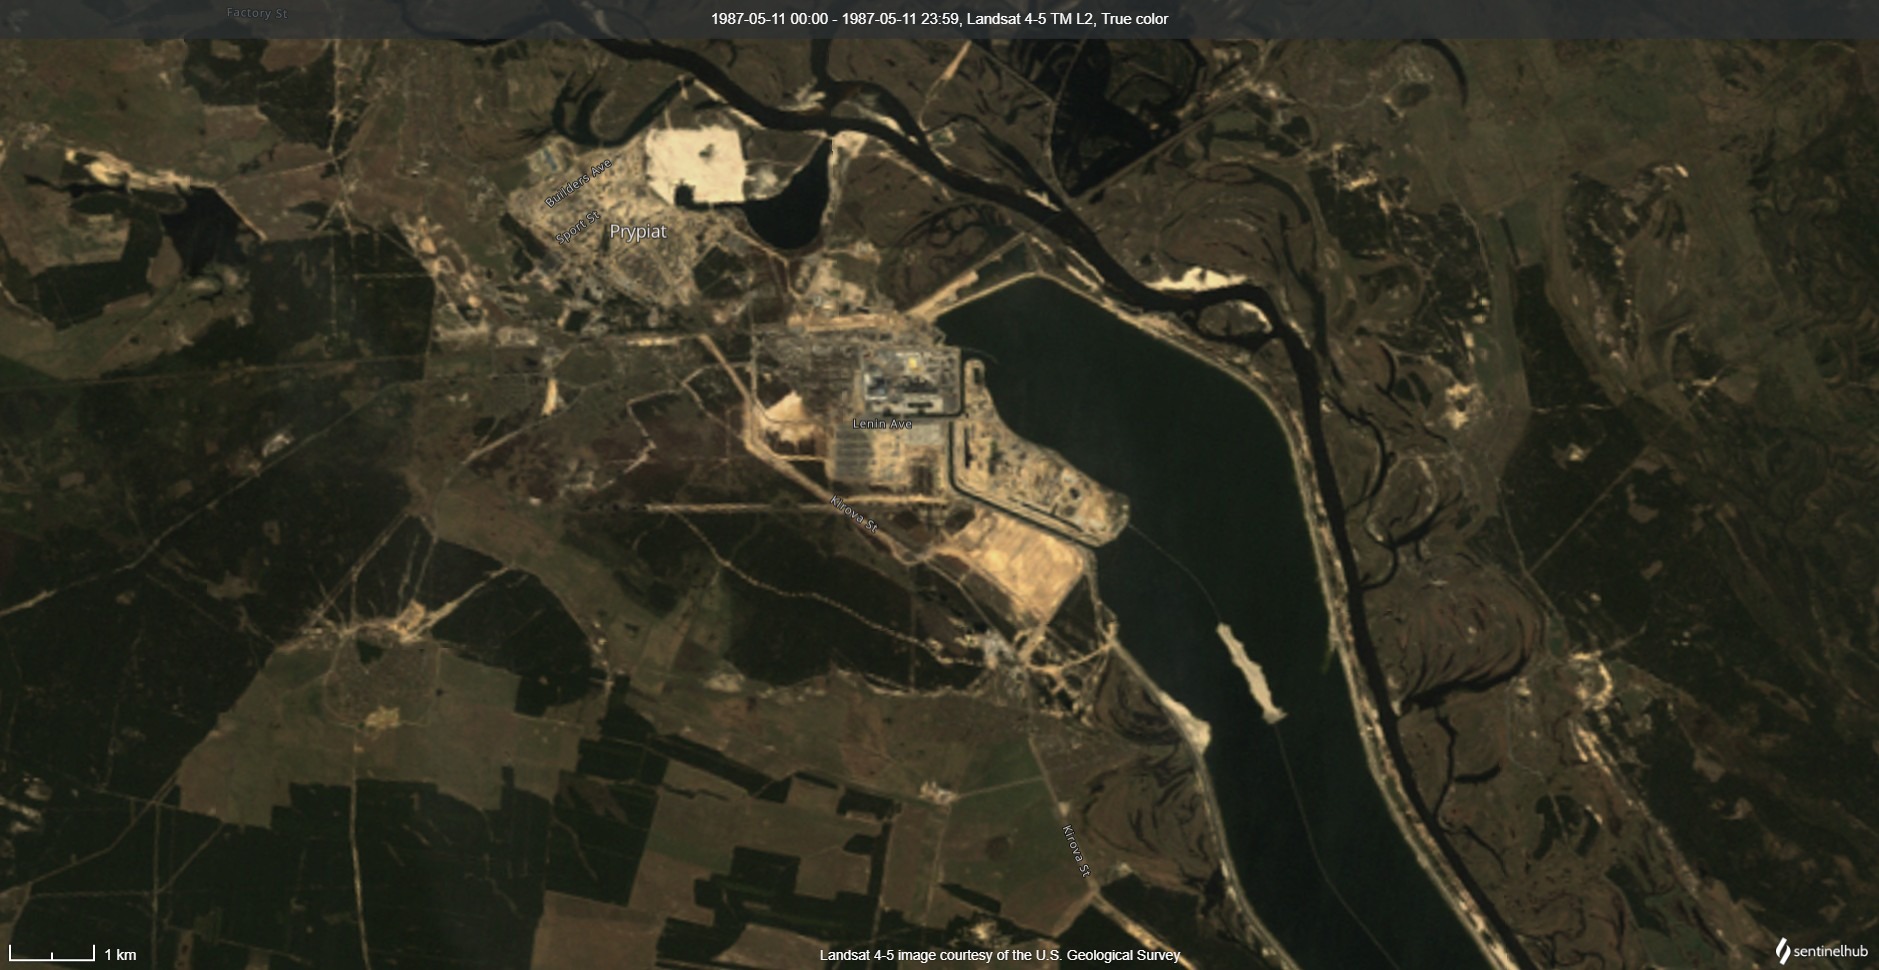 Factory St
1987-05-11 00:00 - 1987-05-11 23:59, Landsat 4-5 TM L2, True color
Builders Ave
Sport St
Prypiat
Lenin Ave
Kirova St
Kirova St
1 km
Landsat 4-5 image courtesy of the U.S. Geological Survey
sentinelhub